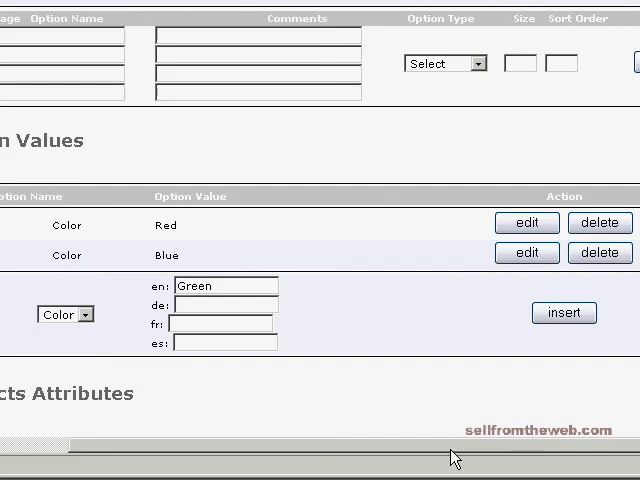 age Option Name Comments Option Type Size Sort Order
Select
n Values
ption Name Option Value Action
Color Red edit delete
Color Blue edit delete
en: Green
de:
Color insert
fr:
es:
cts Attributes
sellfromtheweb.com